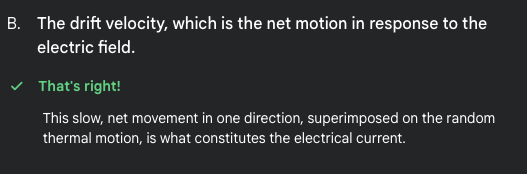 B. The drift velocity, which is the net motion in response to the
electric field.
✓ That's right!
This slow, net movement in one direction, superimposed on the random
thermal motion, is what constitutes the electrical current.